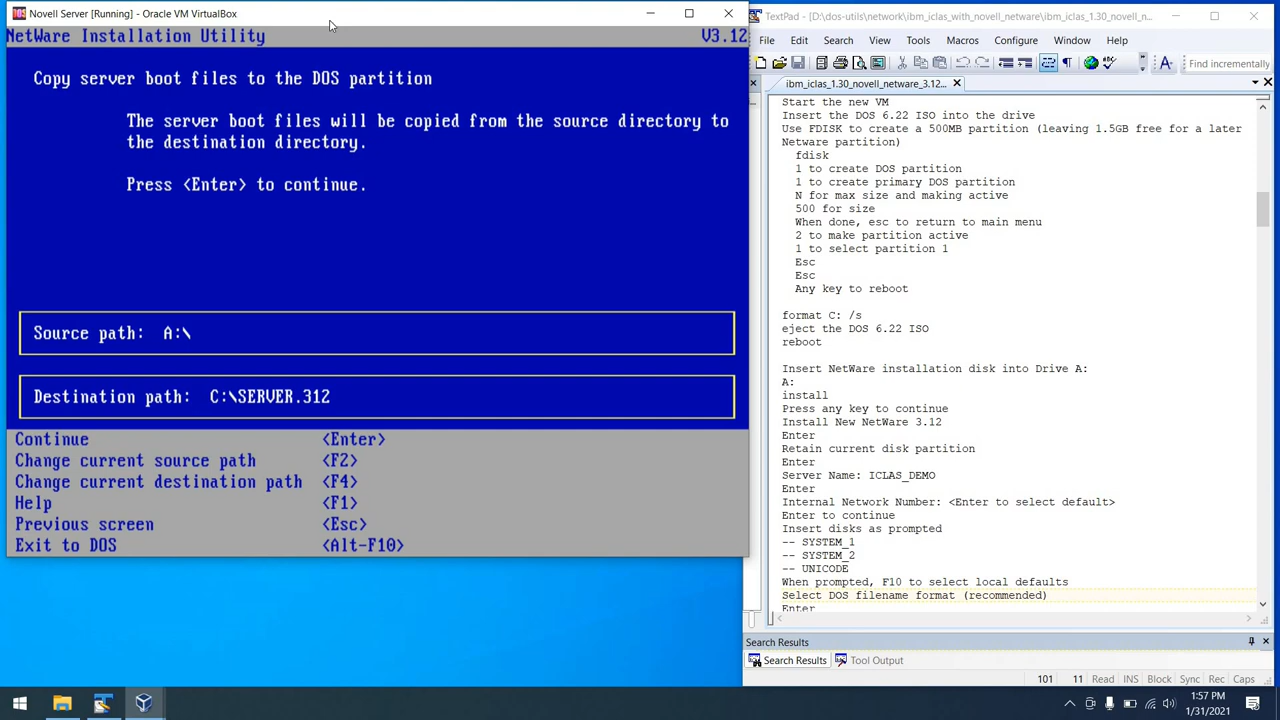 Novell Server [Running] - Oracle VM VirtualBox
NetWare Installation Utility V3.12
Copy server boot files to the DOS partition
The server boot files will be copied from the source directory to
the destination directory.
Press <Enter> to continue.
Source path: A:\
Destination path: C:\SERVER.312
Continue <Enter>
Change current source path <F2>
Change current destination path <F4>
Help <F1>
Previous screen <Esc>
Exit to DOS <Alt-F10>
TextPad - [D:\dos-utils\network\ibm_iclas_with_novell_netware\ibm_iclas_1.30_novell_n...
File Edit Search View Tools Macros Configure Window Help
Find incrementally
ibm_iclas_1.30_novell_netware_3.12...
Start the new VM
Insert the DOS 6.22 ISO into the drive
Use FDISK to create a 500MB partition (leaving 1.5GB free for a later
Netware partition)
fdisk
1 to create DOS partition
1 to create primary DOS partition
N for max size and making active
500 for size
When done, esc to return to main menu
2 to make partition active
1 to select partition 1
Esc
Esc
Any key to reboot
format C: /s
eject the DOS 6.22 ISO
reboot
Insert NetWare installation disk into Drive A:
A:
install
Press any key to continue
Install New NetWare 3.12
Enter
Retain current disk partition
Enter
Server Name: ICLAS_DEMO
Enter
Internal Network Number: <Enter to select default>
Enter to continue
Insert disks as prompted
-- SYSTEM_1
-- SYSTEM_2
-- UNICODE
When prompted, F10 to select local defaults
Select DOS filename format (recommended)
Enter
Search Results
Search Results Tool Output
101 11 Read INS Block Sync Rec Caps
1:57 PM
1/31/2021